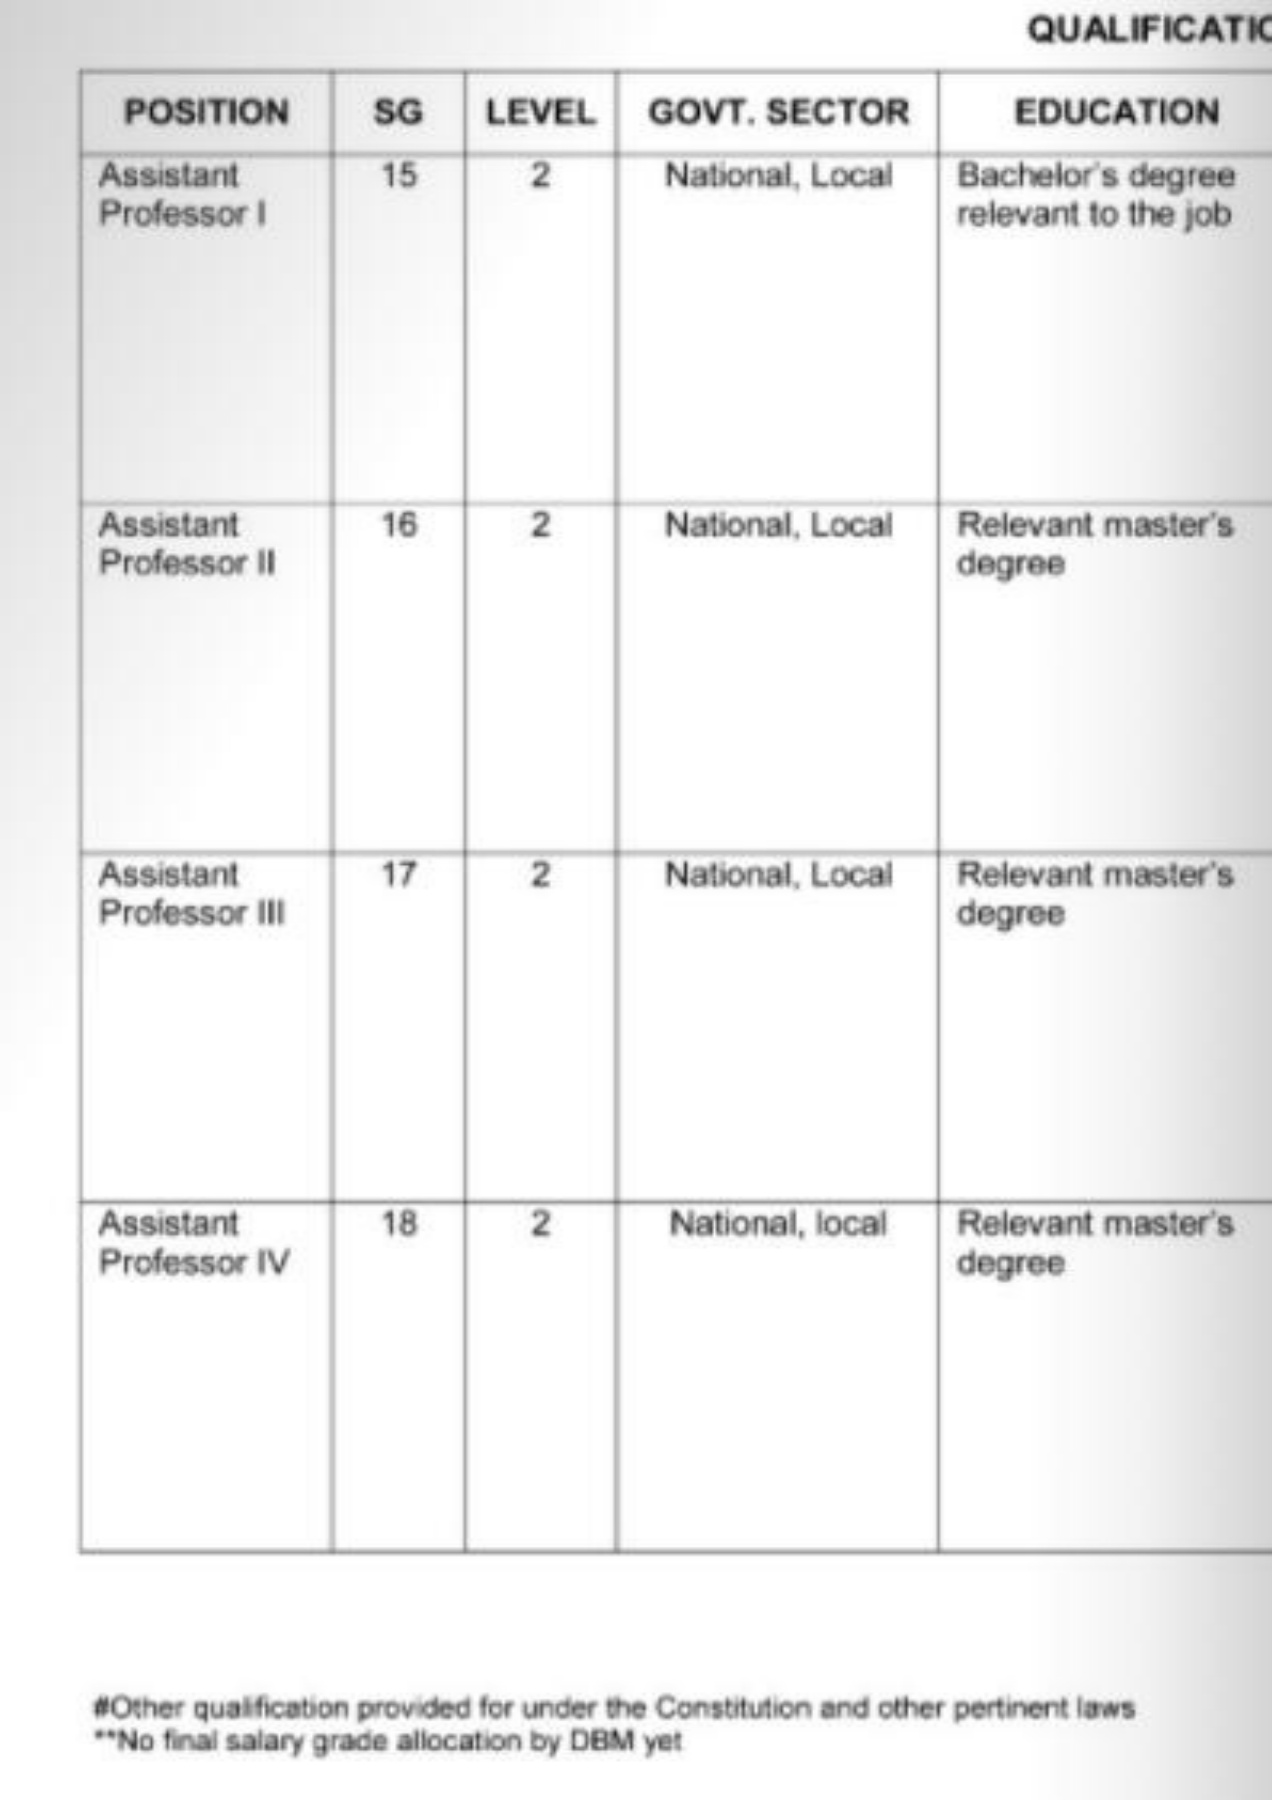 QUALIFICATIO
POSITION SG LEVEL GOVT. SECTOR EDUCATION
Assistant 15 2 National, Local Bachelor's degree
Professor I relevant to the job
Assistant 16 2 National, Local Relevant master's
Professor II degree
Assistant 17 2 National, Local Relevant master's
Professor III degree
Assistant 18 2 National, local Relevant master's
Professor IV degree
#Other qualification provided for under the Constitution and other pertinent laws
**No final salary grade allocation by DBM yet